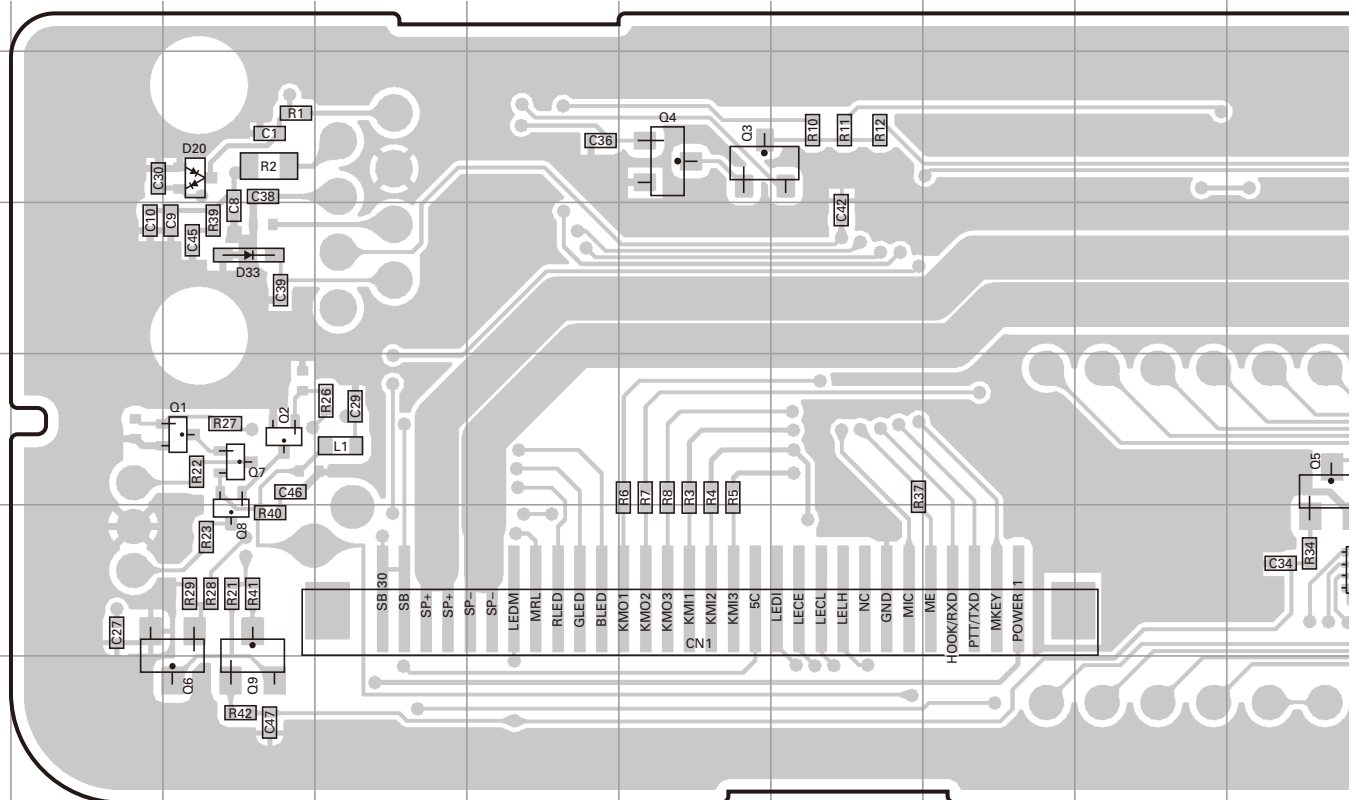 R1
C1
D20
R2
C30
C38
C8
C10
C9
R39
C45
D33
C39
Q4
C36
Q3
R10
R11
R12
C42
Q1
R27
Q2
R26
C29
L1
R22
Q7
C46
R40
Q8
R23
R29
R28
R21
R41
C27
Q6
Q9
R42
C47
R6
R7
R8
R3
R4
R5
R37
Q5
C34
R34
SB 30
SB
SP+
SP+
SP-
SP-
LEDM
MRL
RLED
GLED
BLED
KMO1
KMO2
KMO3
KMI1
KMI2
KMI3
5C
LEDI
LECE
LECL
LELH
NC
GND
MIC
ME
HOOK/RXD
PTT/TXD
MKEY
POWER 1
CN1